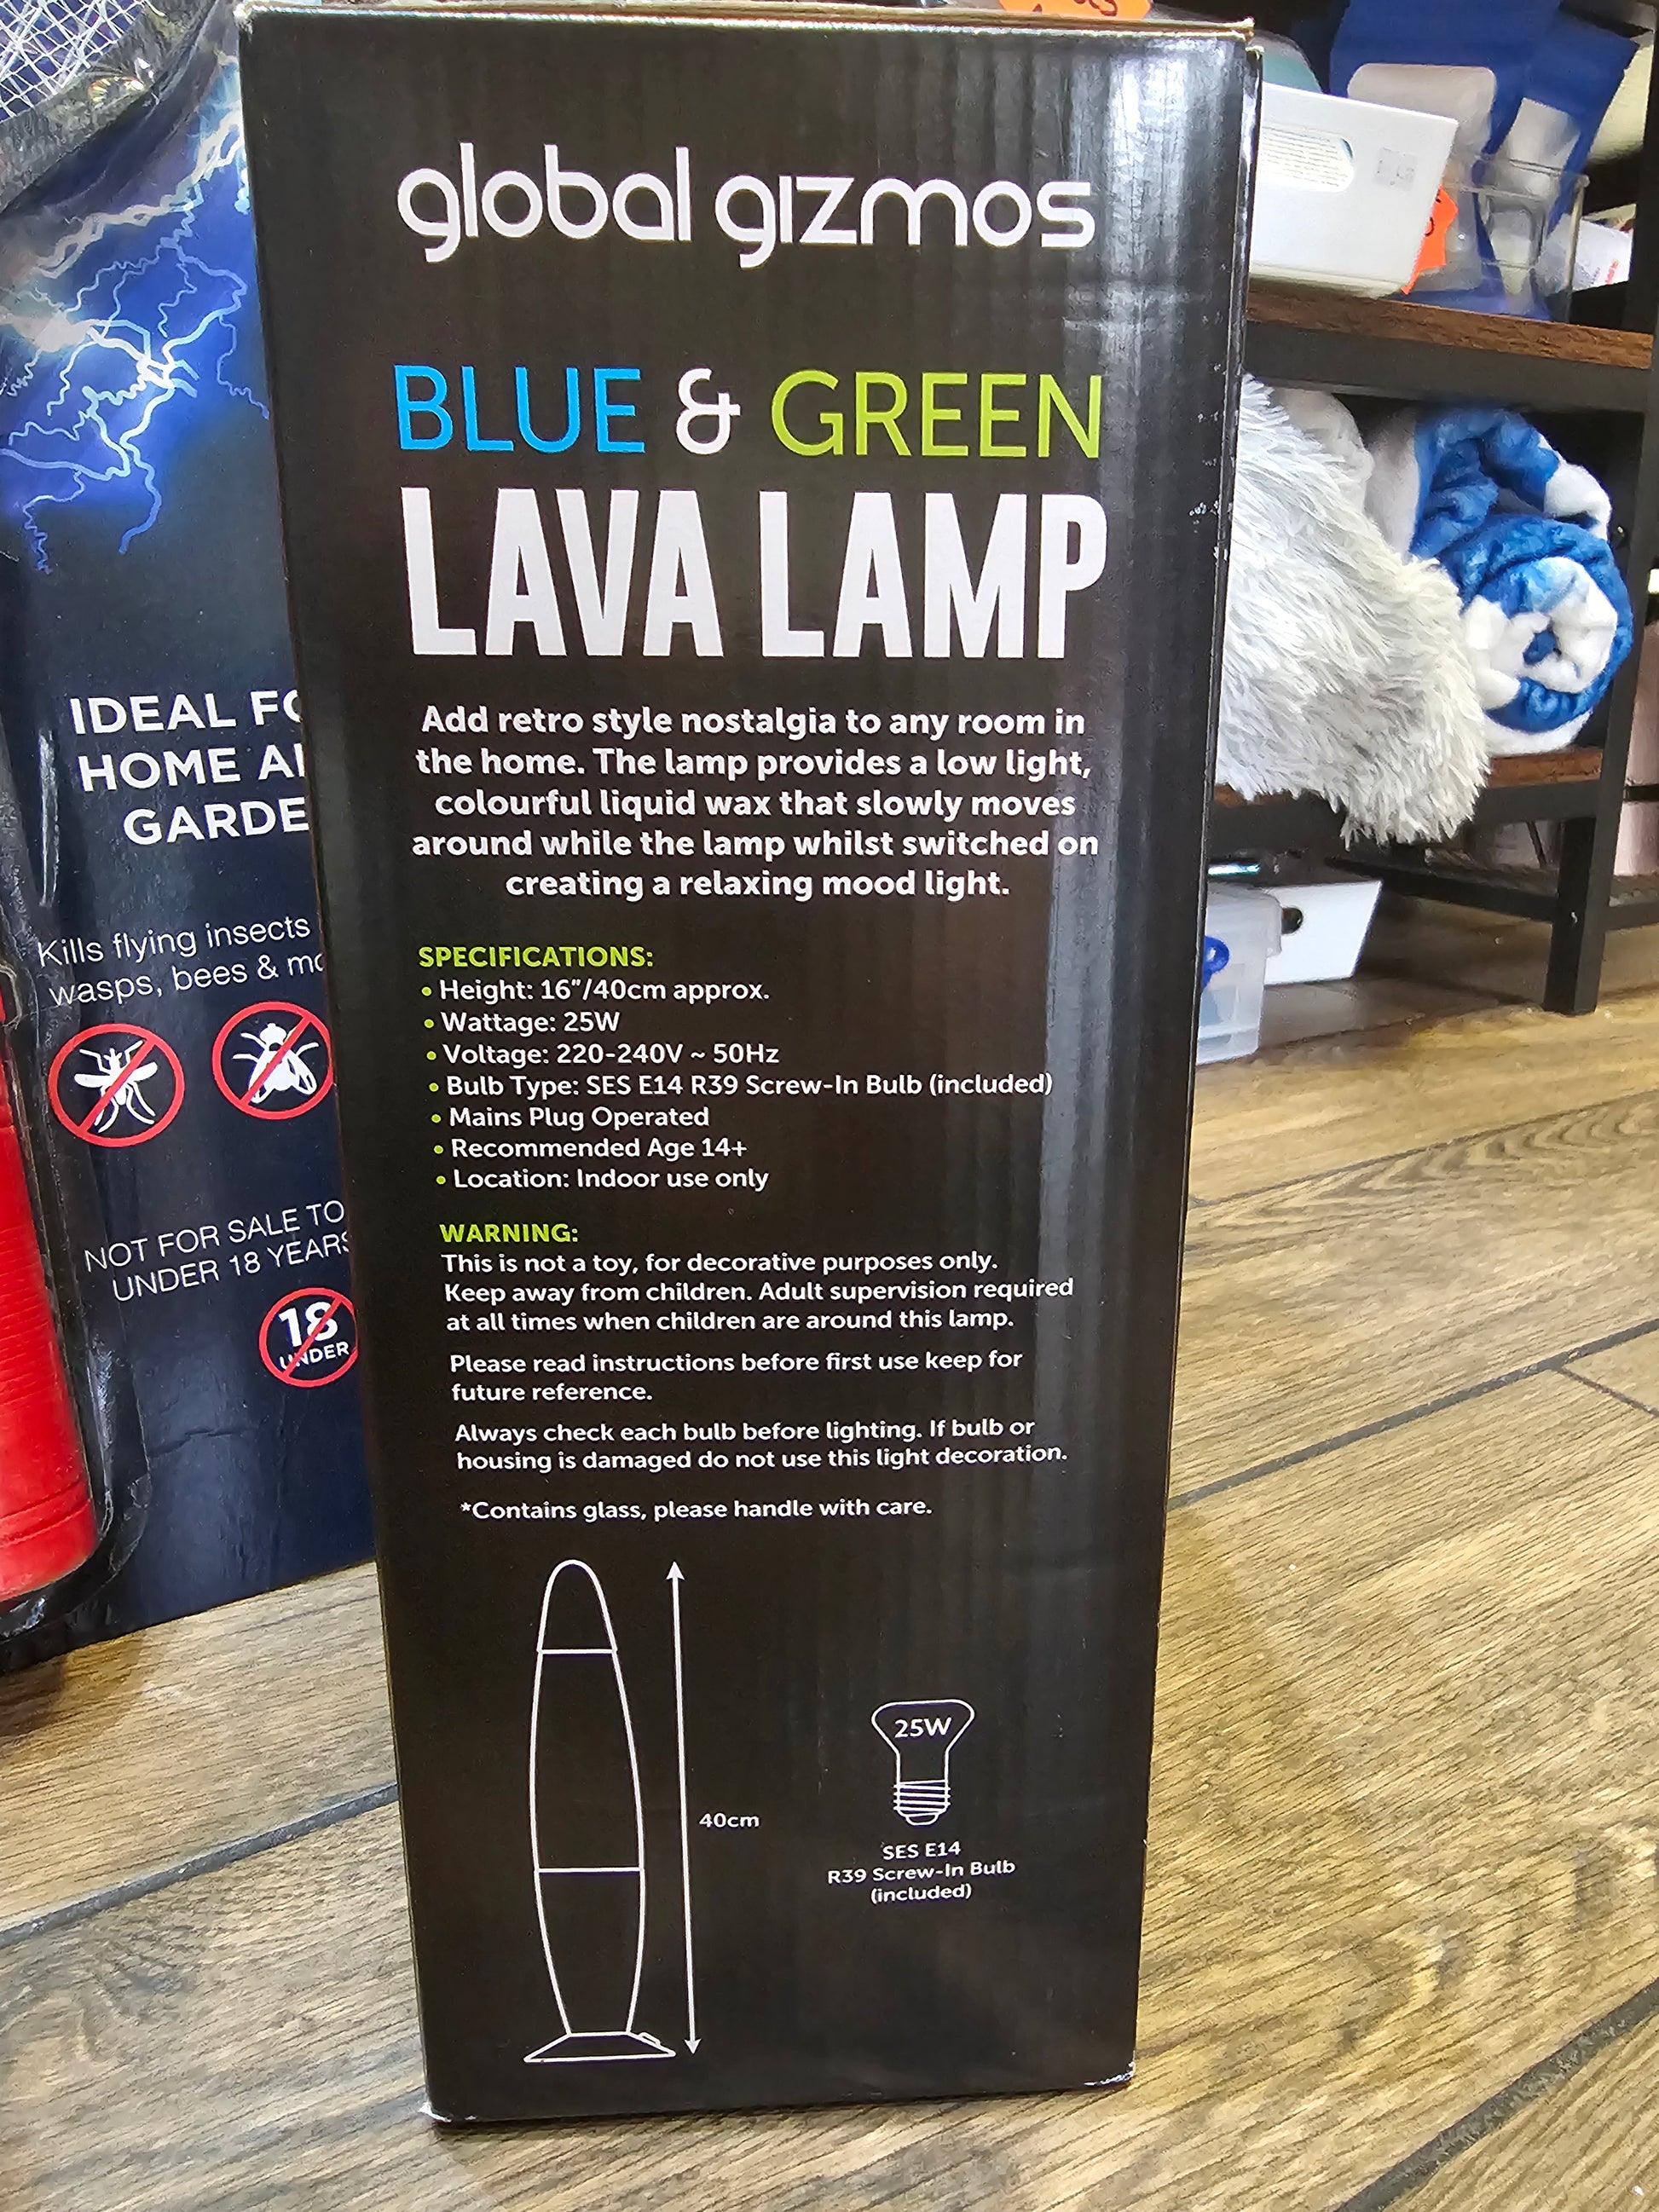 global gizmos
BLUE & GREEN
LAVA LAMP
Add retro style nostalgia to any room in
the home. The lamp provides a low light,
colourful liquid wax that slowly moves
around while the lamp whilst switched on
creating a relaxing mood light.
SPECIFICATIONS:
• Height: 16"/40cm approx.
• Wattage: 25W
• Voltage: 220-240V ~ 50Hz
• Bulb Type: SES E14 R39 Screw-In Bulb (included)
• Mains Plug Operated
• Recommended Age 14+
• Location: Indoor use only
WARNING:
This is not a toy, for decorative purposes only.
Keep away from children. Adult supervision required
at all times when children are around this lamp.
Please read instructions before first use keep for
future reference.
Always check each bulb before lighting. If bulb or
housing is damaged do not use this light decoration.
*Contains glass, please handle with care.
40cm
25W
SES E14
R39 Screw-In Bulb
(included)
IDEAL
HOME
Kills flying insects
wasps, bees &
NOT FOR SALE TO
UNDER 18 YEARS
18
UNDER